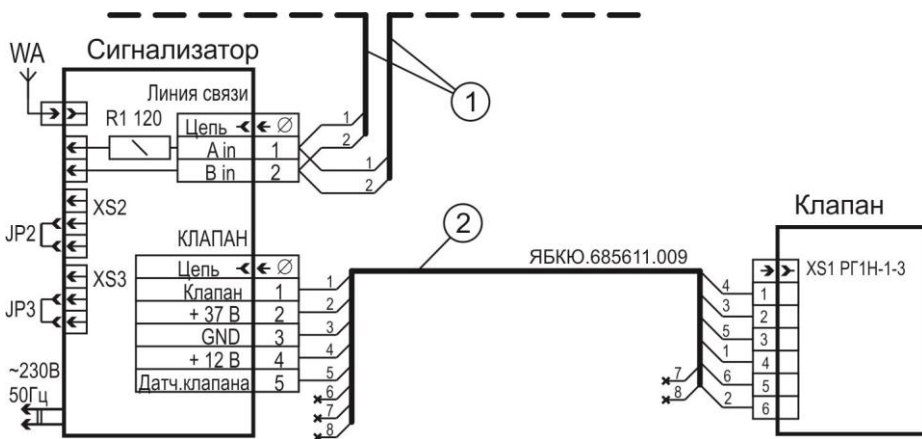 WA
Сигнализатор
Линия связи
R1 120
Цепь
A in 1
B in 2
1
2
1
2
1
XS2
JP2
XS3
JP3
КЛАПАН
Цепь
Клапан 1
+ 37 В 2
GND 3
+ 12 В 4
Датч.клапана 5
~230В
50Гц
1
2
3
4
5
6
7
8
2
ЯБКЮ.685611.009
7
8
4
3
5
1
6
2
Клапан
XS1 РГ1Н-1-3
1
2
3
4
5
6